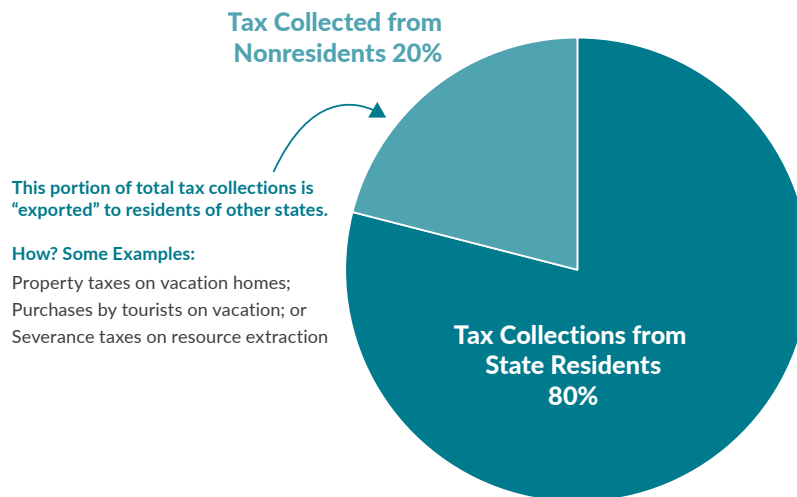 Tax Collected from
Nonresidents 20%
This portion of total tax collections is
“exported” to residents of other states.
How? Some Examples:
Property taxes on vacation homes;
Purchases by tourists on vacation; or
Severance taxes on resource extraction
Tax Collections from
State Residents
80%